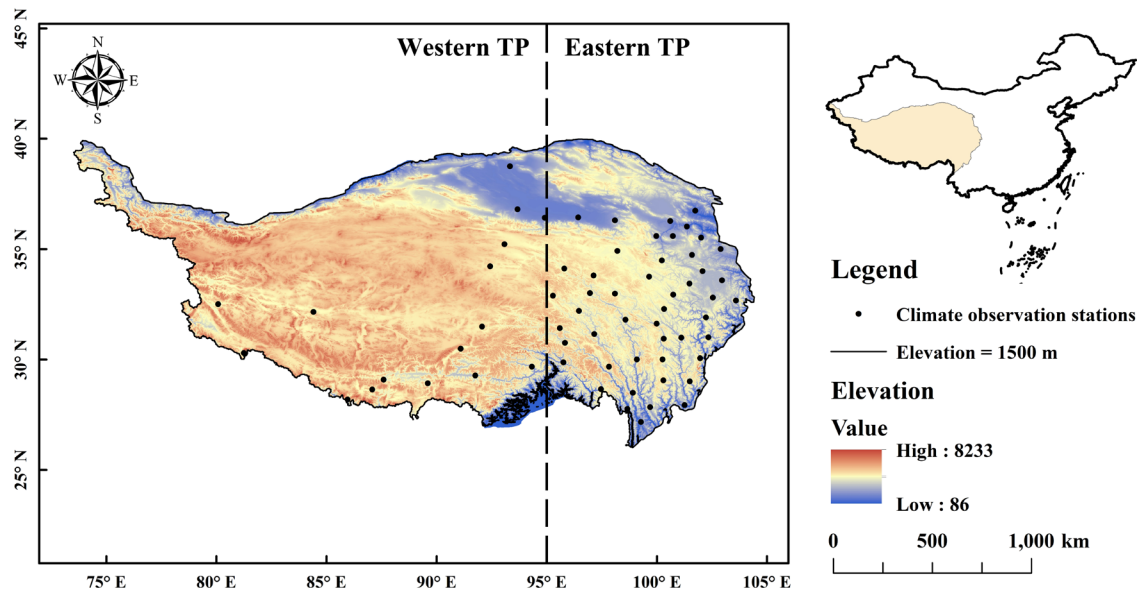 Western TP
Eastern TP
N
W
E
S
45° N
40° N
35° N
30° N
25° N
75° E
80° E
85° E
90° E
95° E
100° E
105° E
Legend
Climate observation stations
Elevation = 1500 m
Elevation
Value
High : 8233
Low : 86
0 500 1,000 km